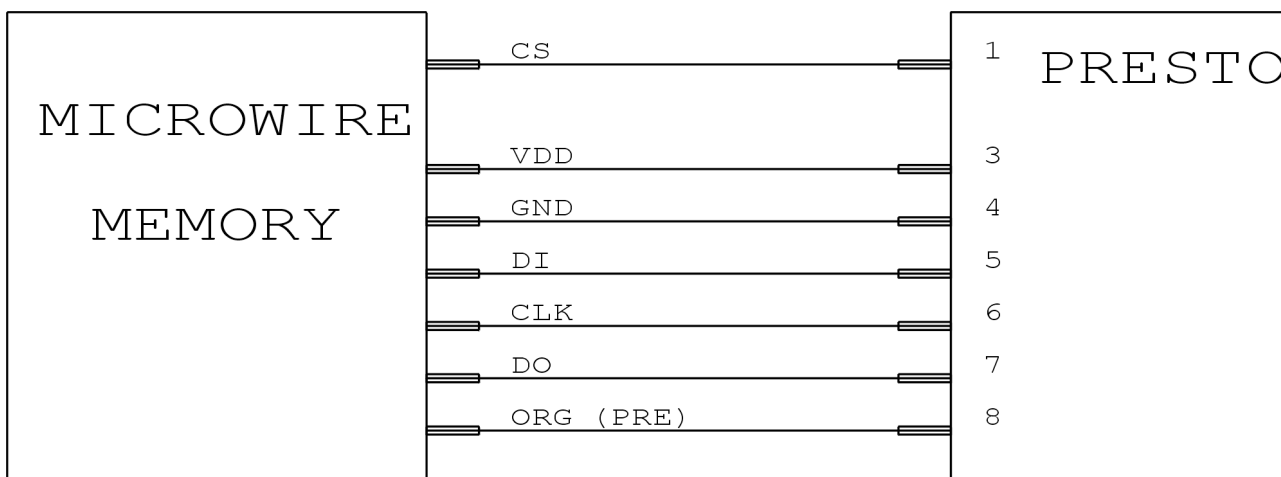 CS 1 PRESTO
MICROWIRE
VDD 3
MEMORY
GND 4
DI 5
CLK 6
DO 7
ORG (PRE) 8